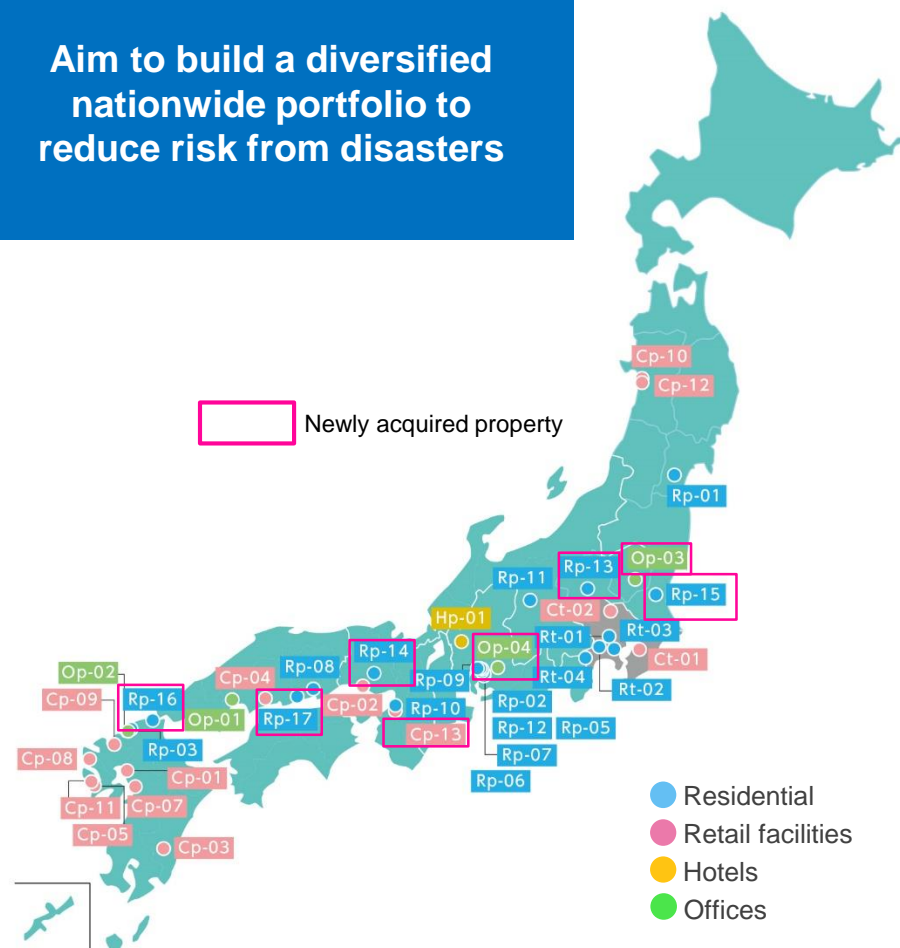 Aim to build a diversified
nationwide portfolio to
reduce risk from disasters
Newly acquired property
Cp-10
Cp-12
Rp-01
Op-03
Rp-13
Rp-11
Rp-15
Ct-02
Hp-01
Rt-01
Rt-03
Op-04
Rp-14
Rp-08
Ct-01
Op-02
Cp-04
Rp-09
Rt-04
Rt-02
Cp-09
Rp-16
Op-01
Rp-17
Cp-02
Rp-10
Rp-02
Cp-13
Rp-12
Rp-05
Rp-03
Rp-07
Cp-08
Cp-01
Rp-06
Cp-11
Cp-07
Cp-05
Cp-03
Residential
Retail facilities
Hotels
Offices